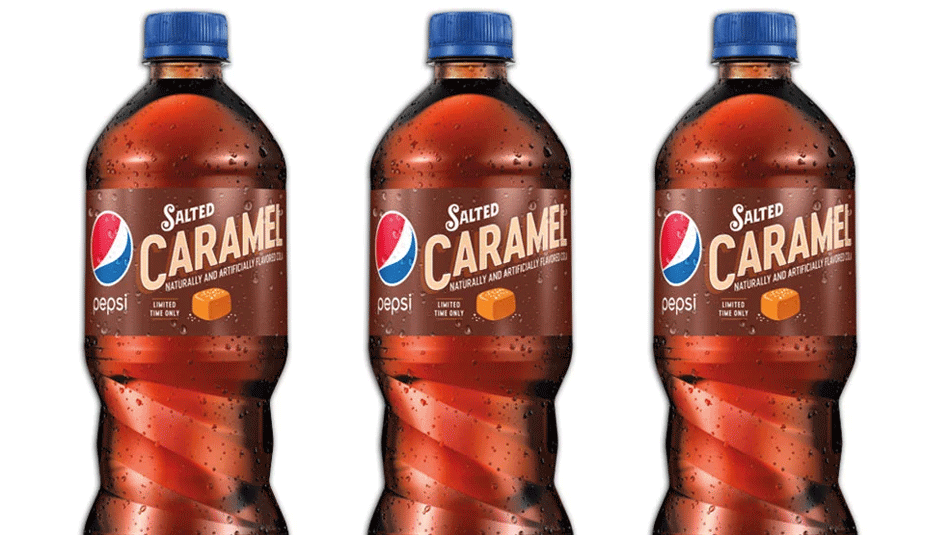 SALTED
CARAMEL
NATURALLY AND ARTIFICIALLY FLAVORED COLA
pepsi
LIMITED
TIME ONLY
SALTED
CARAMEL
NATURALLY AND ARTIFICIALLY FLAVORED COLA
pepsi
LIMITED
TIME ONLY
SALTED
CARAMEL
NATURALLY AND ARTIFICIALLY FLAVORED COLA
pepsi
LIMITED
TIME ONLY